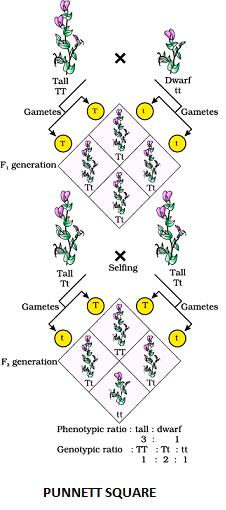 Tall Dwarf
TT tt
Gametes T t Gametes
T t
Tt
F₁ generation Tt Tt
Tt
Tall Selfing Tall
Tt Tt
Gametes T T Gametes
t t
TT
F₂ generation Tt Tt
tt
Phenotypic ratio : tall : dwarf
3 : 1
Genotypic ratio : TT : Tt : tt
1 : 2 : 1
PUNNETT SQUARE